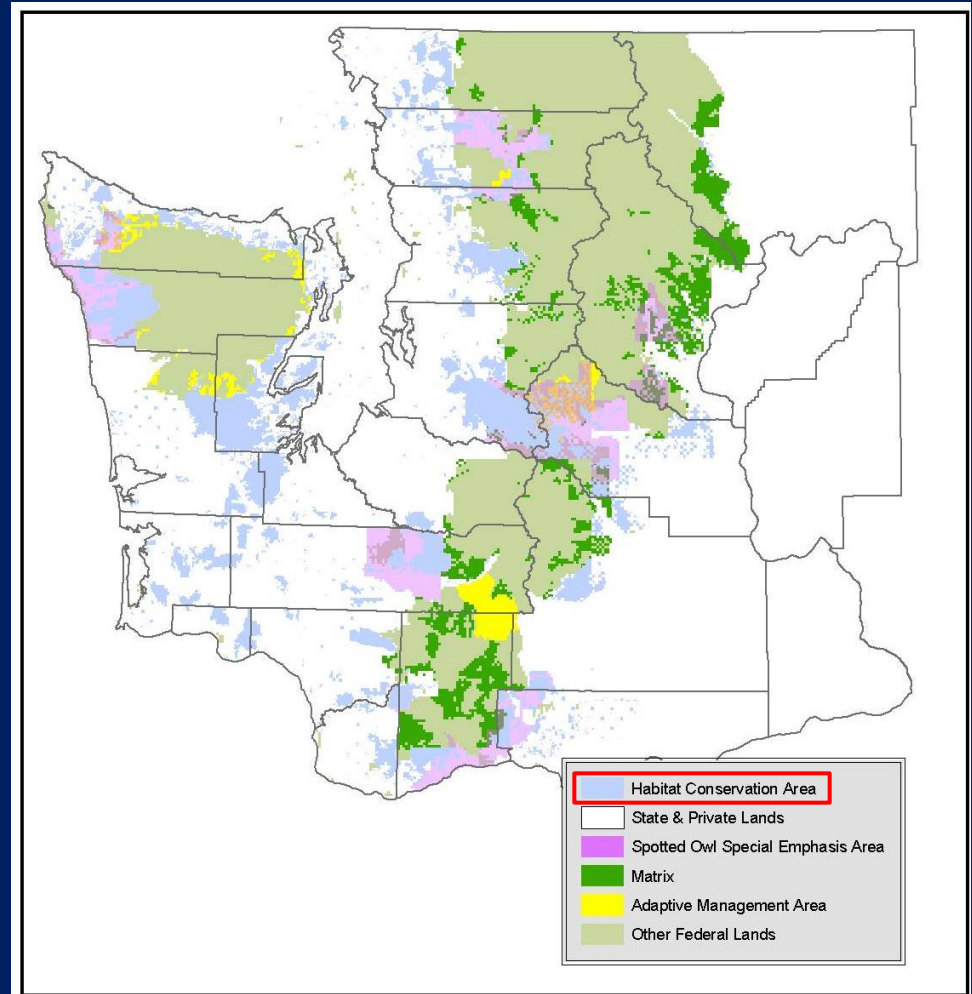 Habitat Conservation Area
State & Private Lands
Spotted Owl Special Emphasis Area
Matrix
Adaptive Management Area
Other Federal Lands